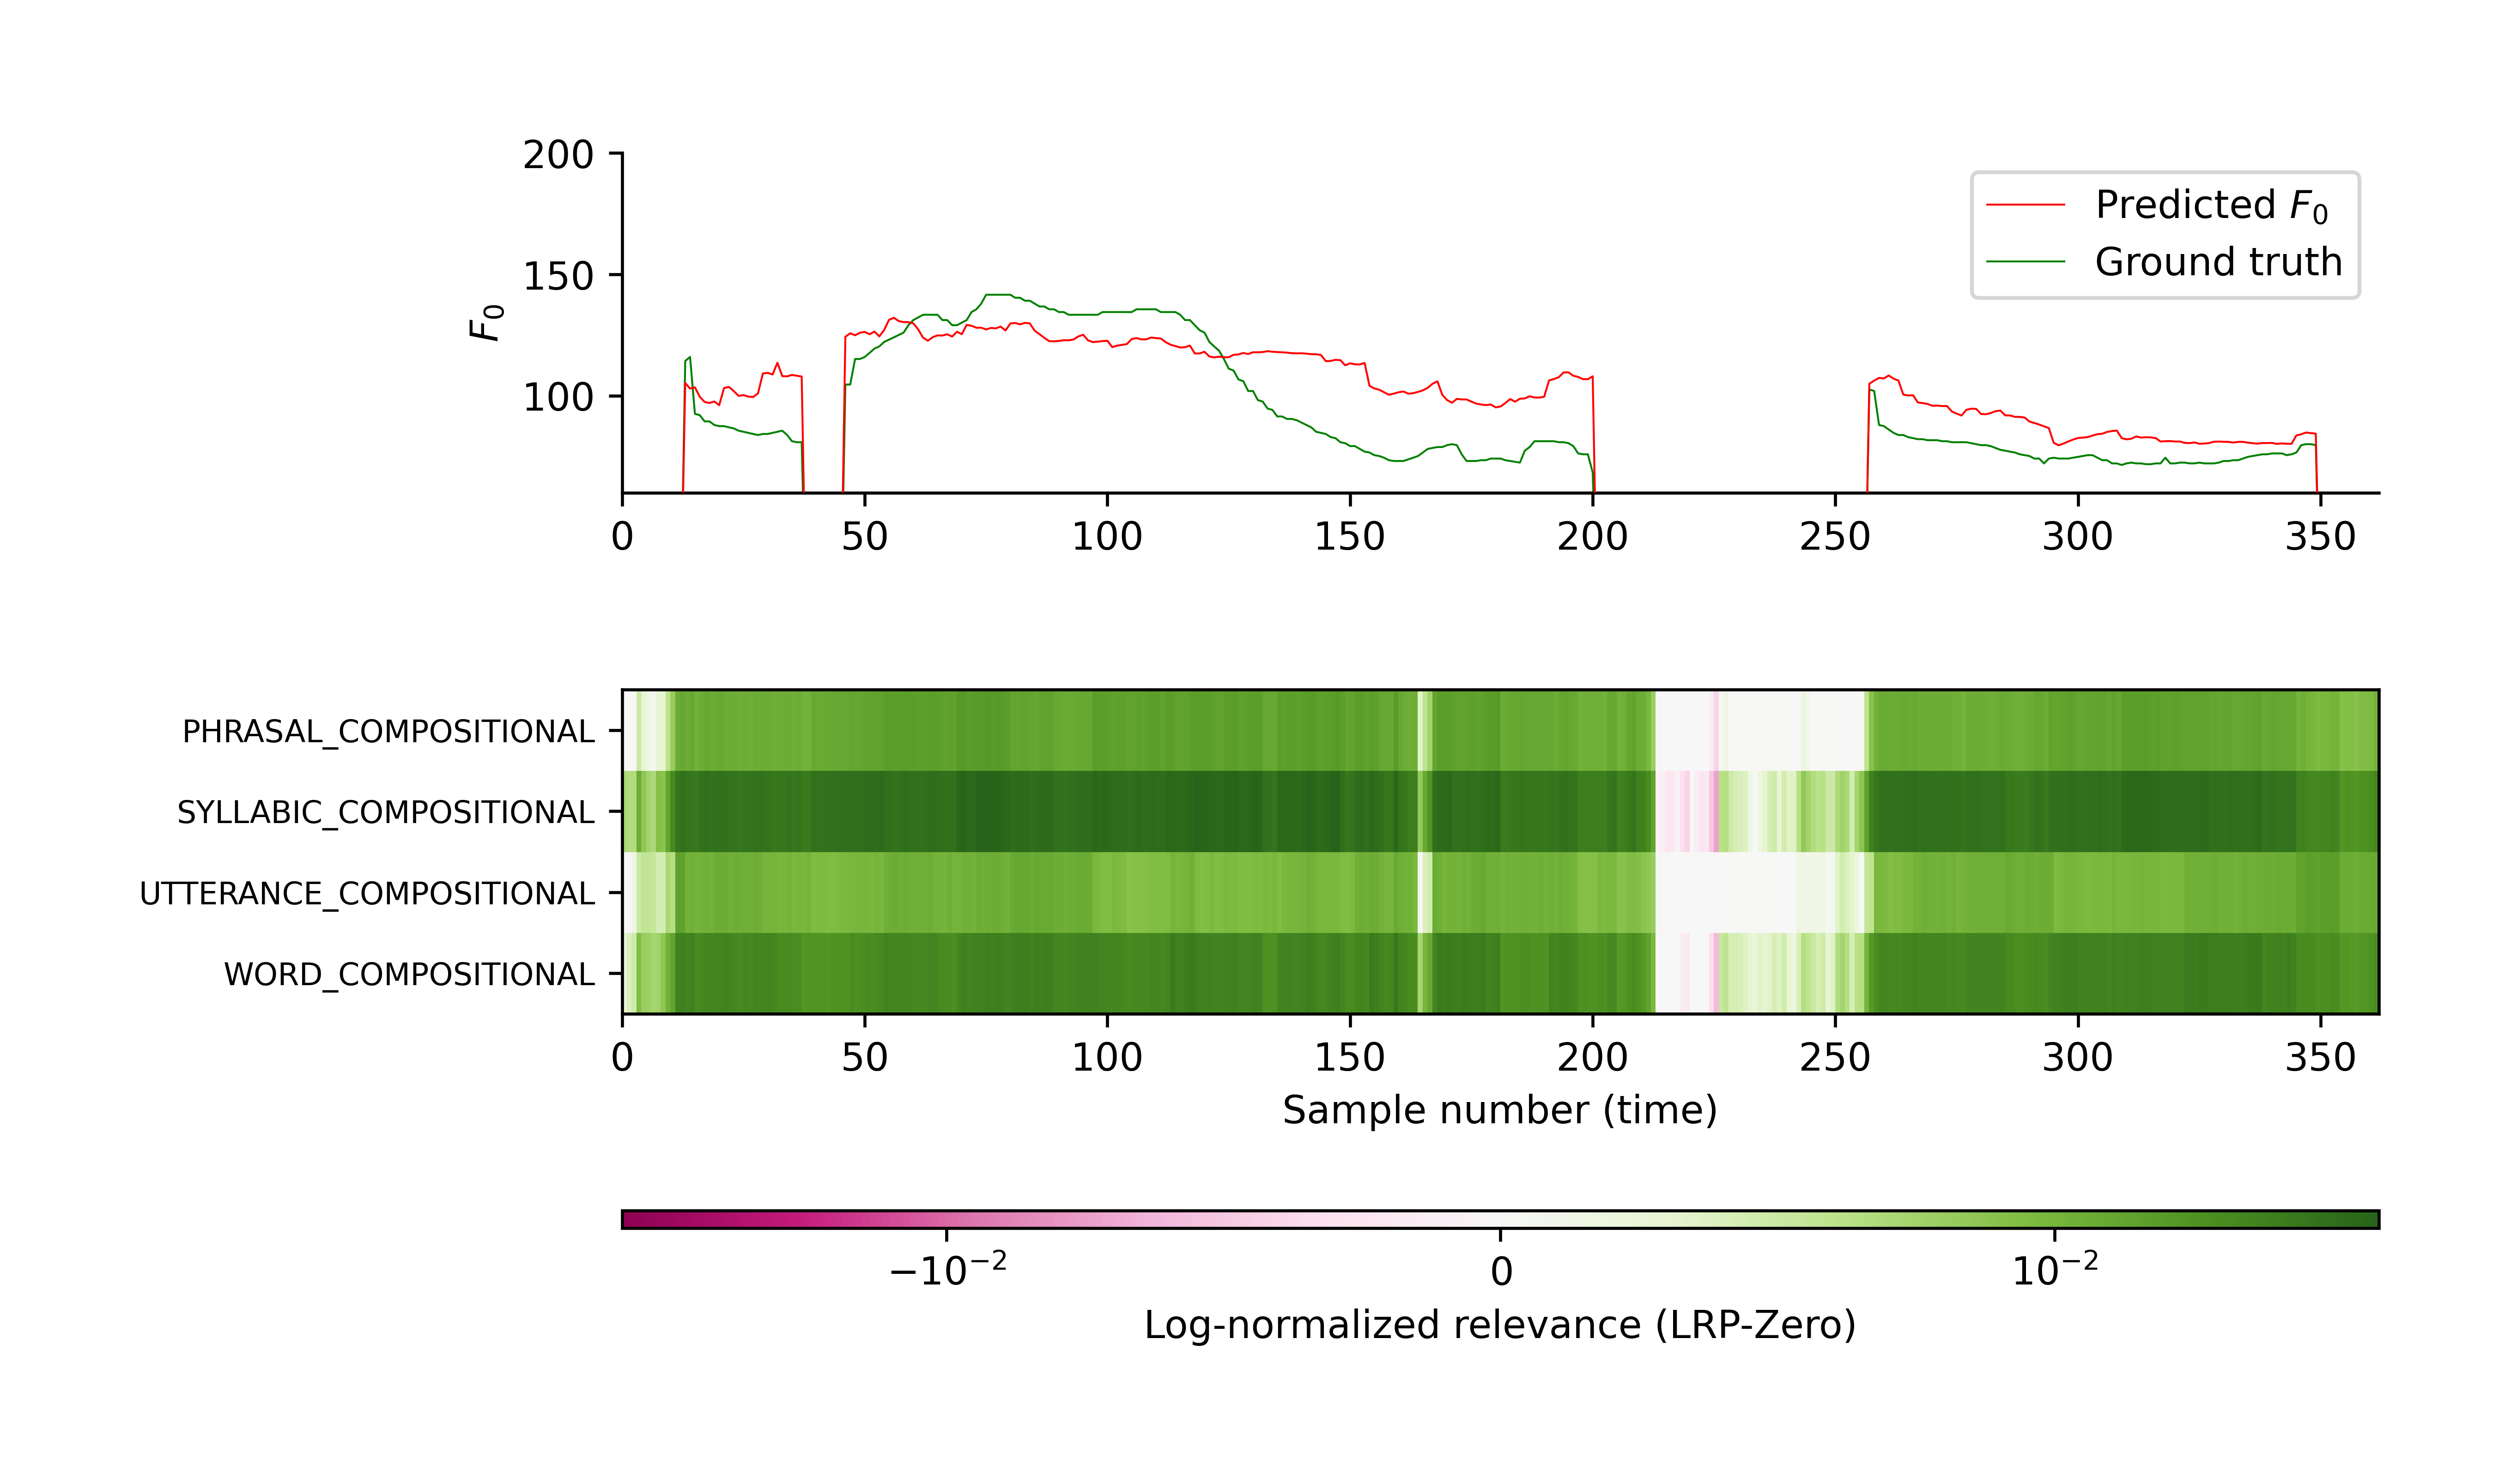 200
150
100
F₀
Predicted F₀
Ground truth
0 50 100 150 200 250 300 350
PHRASAL_COMPOSITIONAL
SYLLABIC_COMPOSITIONAL
UTTERANCE_COMPOSITIONAL
WORD_COMPOSITIONAL
0 50 100 150 200 250 300 350
Sample number (time)
−10⁻² 0 10⁻²
Log-normalized relevance (LRP-Zero)